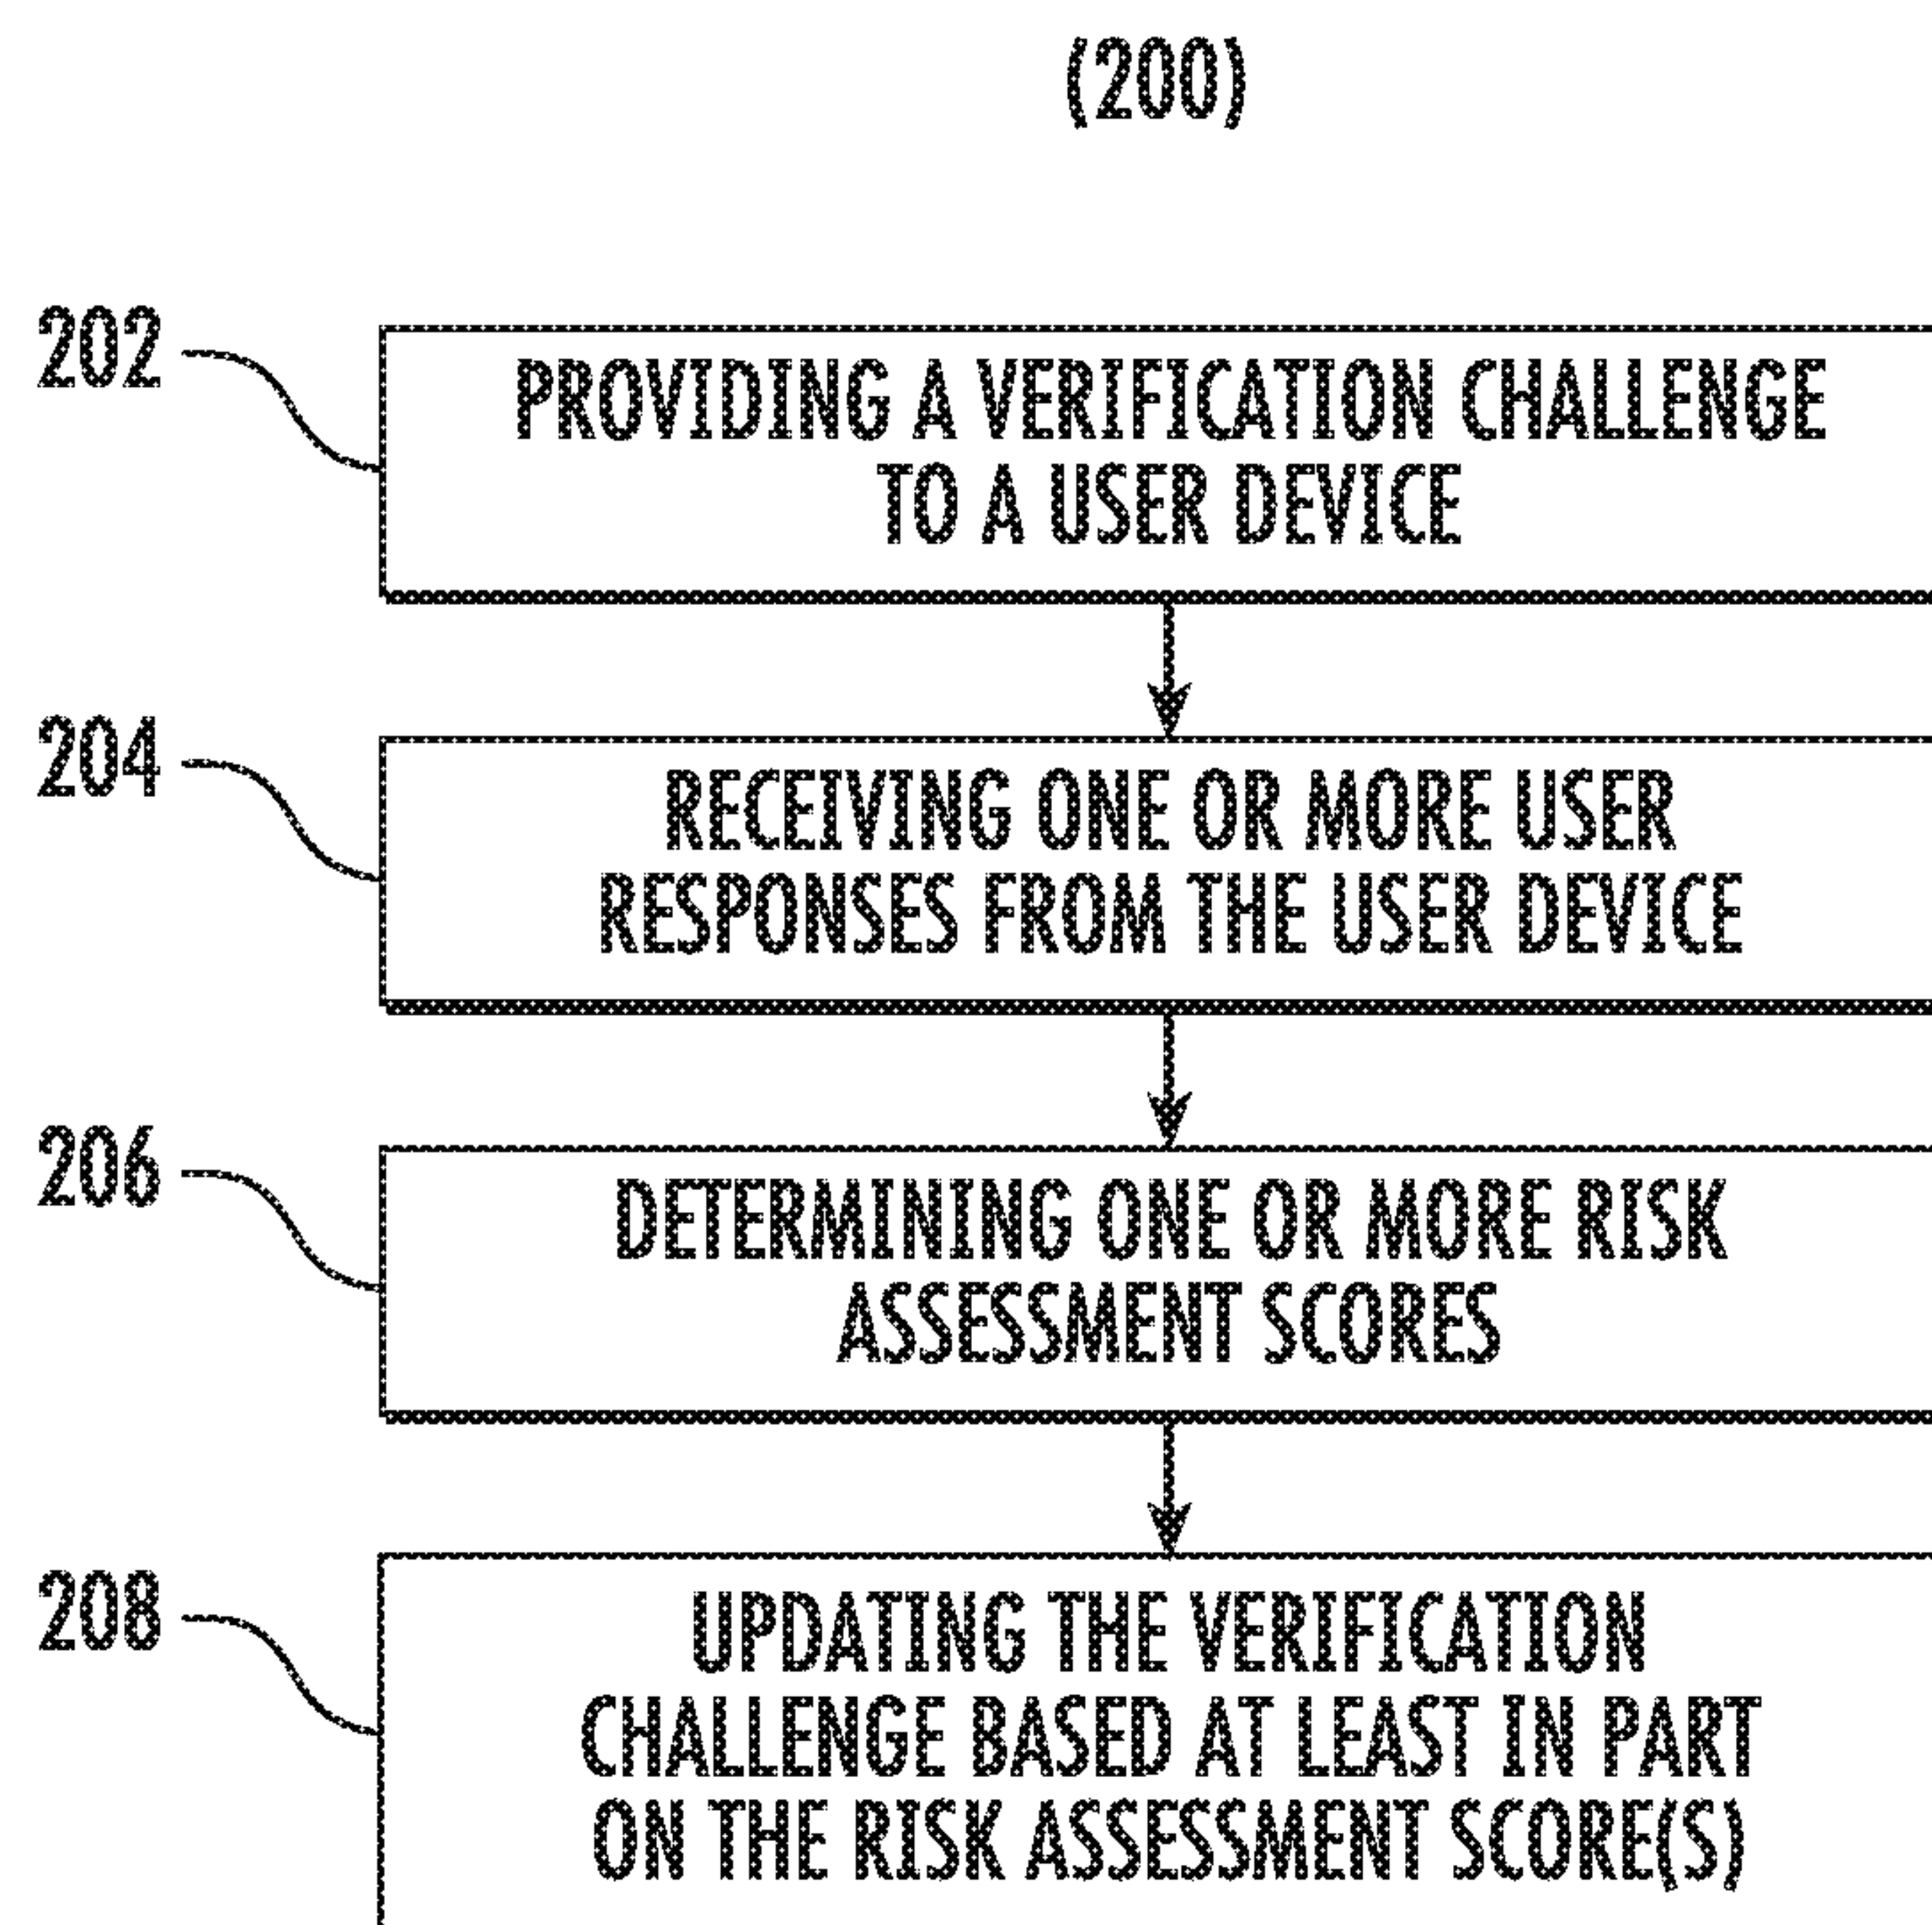 (200)
202
PROVIDING A VERIFICATION CHALLENGE
TO A USER DEVICE
204
RECEIVING ONE OR MORE USER
RESPONSES FROM THE USER DEVICE
206
DETERMINING ONE OR MORE RISK
ASSESSMENT SCORES
208
UPDATING THE VERIFICATION
CHALLENGE BASED AT LEAST IN PART
ON THE RISK ASSESSMENT SCORE(S)